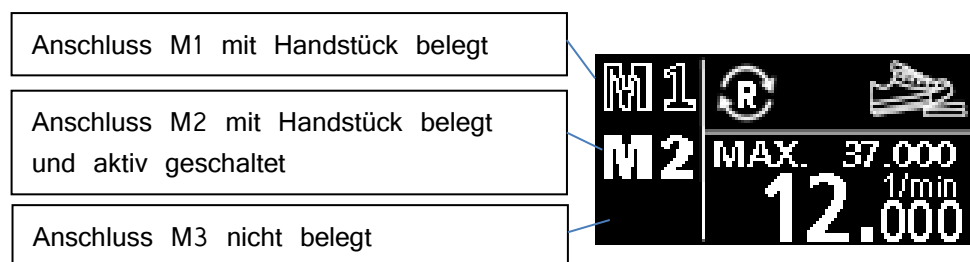 Anschluss M1 mit Handstück belegt
Anschluss M2 mit Handstück belegt
und aktiv geschaltet
Anschluss M3 nicht belegt
M1 R
M2 MAX. 37.000
1/min
12.000